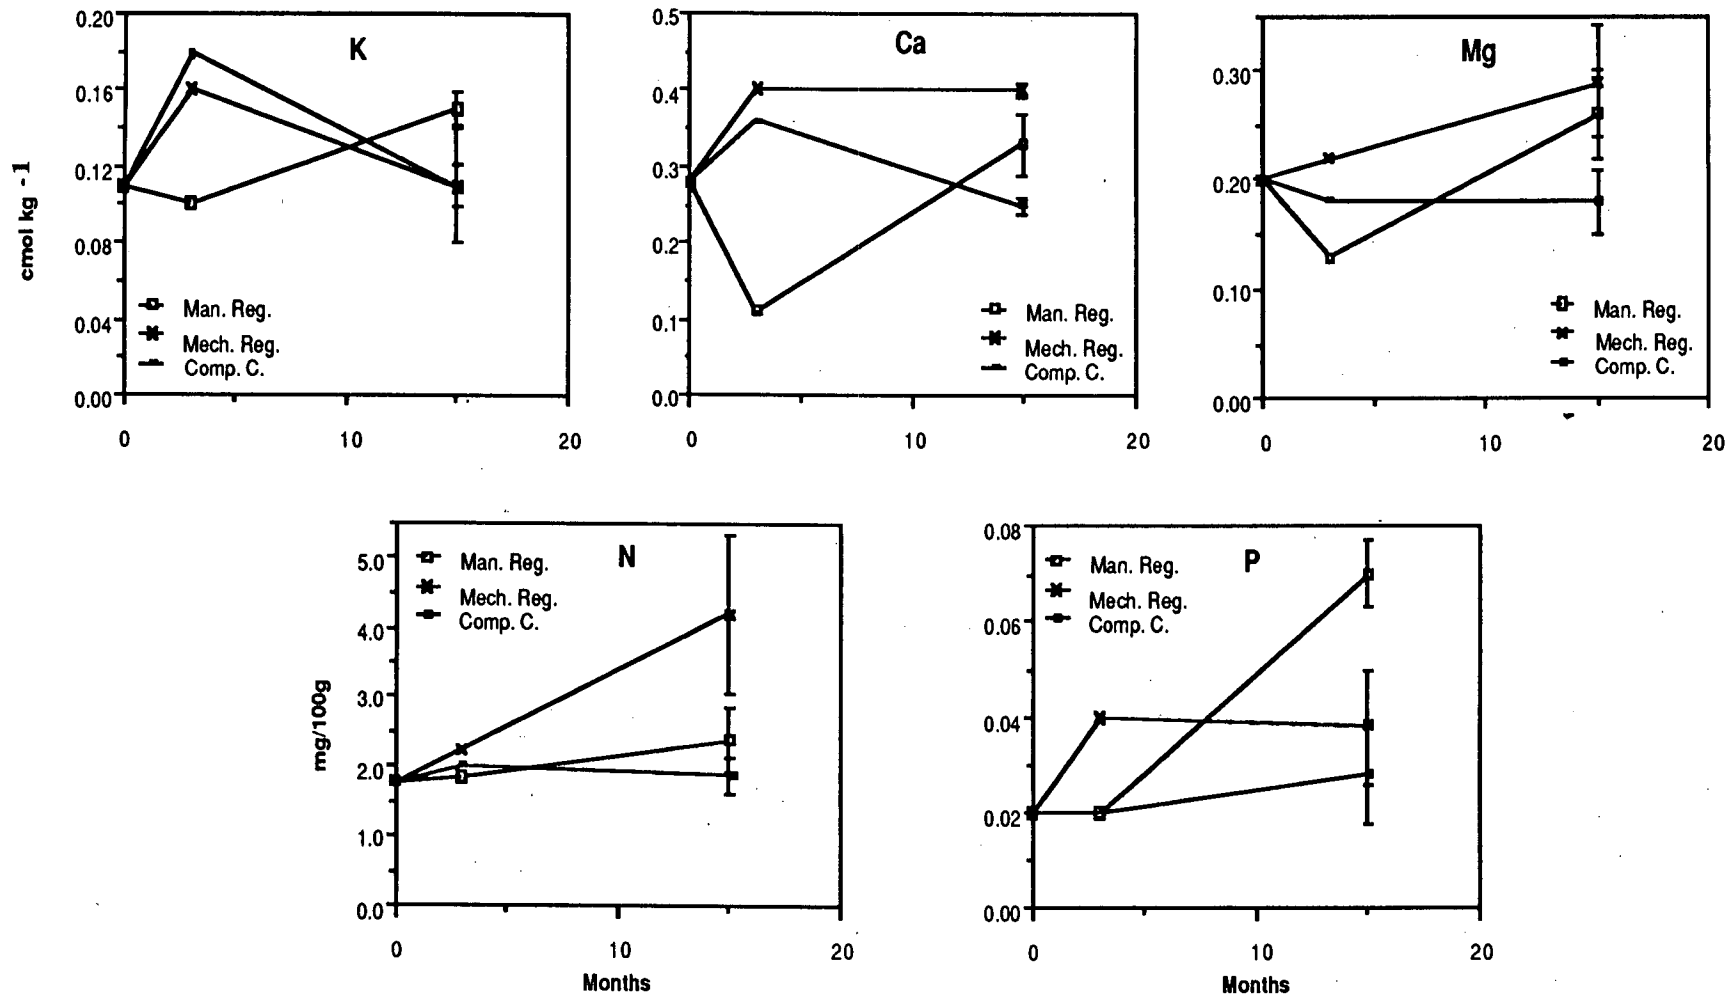 K
cmol kg -1
0.20
0.16
0.12
0.08
0.04
0.00
Man. Reg.
Mech. Reg.
Comp. C.
0 10 20
Ca
0.5
0.4
0.3
0.2
0.1
0.0
Man. Reg.
Mech. Reg.
Comp. C.
0 10 20
Mg
0.30
0.20
0.10
0.00
Man. Reg.
Mech. Reg.
Comp. C.
0 10 20
N
mg/100g
5.0
4.0
3.0
2.0
1.0
0.0
Man. Reg.
Mech. Reg.
Comp. C.
0 10 20
Months
P
0.08
0.06
0.04
0.02
0.00
Man. Reg.
Mech. Reg.
Comp. C.
0 10 20
Months